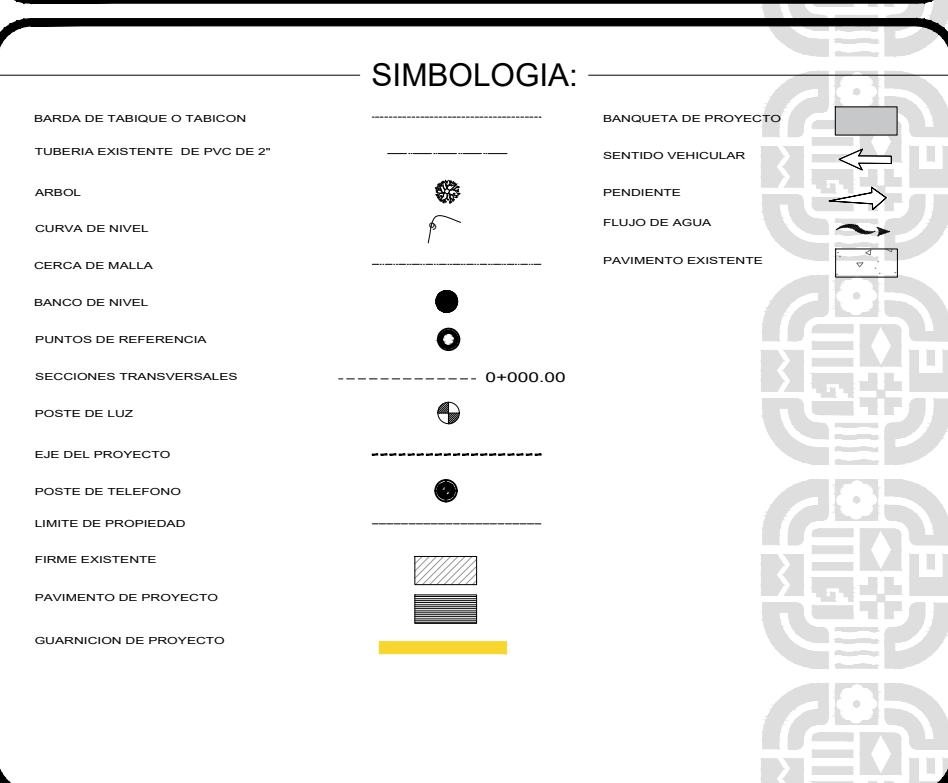 SIMBOLOGIA:
BARDA DE TABIQUE O TABICON
TUBERIA EXISTENTE DE PVC DE 2"
ARBOL
CURVA DE NIVEL
CERCA DE MALLA
BANCO DE NIVEL
PUNTOS DE REFERENCIA
SECCIONES TRANSVERSALES 0+000.00
POSTE DE LUZ
EJE DEL PROYECTO
POSTE DE TELEFONO
LIMITE DE PROPIEDAD
FIRME EXISTENTE
PAVIMENTO DE PROYECTO
GUARNICION DE PROYECTO
BANQUETA DE PROYECTO
SENTIDO VEHICULAR
PENDIENTE
FLUJO DE AGUA
PAVIMENTO EXISTENTE